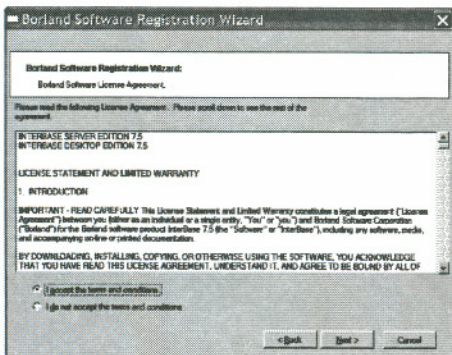 Borland Software Registration Wizard
Borland Software Registration Wizard:
Borland Software License Agreement.
Please read the following License Agreement. Please scroll down to see the rest of the
agreement.
INTERBASE SERVER EDITION 7.5
INTERBASE DESKTOP EDITION 7.5
LICENSE STATEMENT AND LIMITED WARRANTY
1. INTRODUCTION
IMPORTANT - READ CAREFULLY This License Statement and Limited Warranty constitutes a legal agreement ("License
Agreement") between you (either as an individual or a single entity, "You" or "you") and Borland Software Corporation
("Borland") for the Borland software product InterBase 7.5 (the "Software" or "InterBase"), including any software, media,
and accompanying on-line or printed documentation.
BY DOWNLOADING, INSTALLING, COPYING, OR OTHERWISE USING THE SOFTWARE, YOU ACKNOWLEDGE
THAT YOU HAVE READ THIS LICENSE AGREEMENT, UNDERSTAND IT, AND AGREE TO BE BOUND BY ALL OF
I accept the terms and conditions
I do not accept the terms and conditions
< Back Next > Cancel